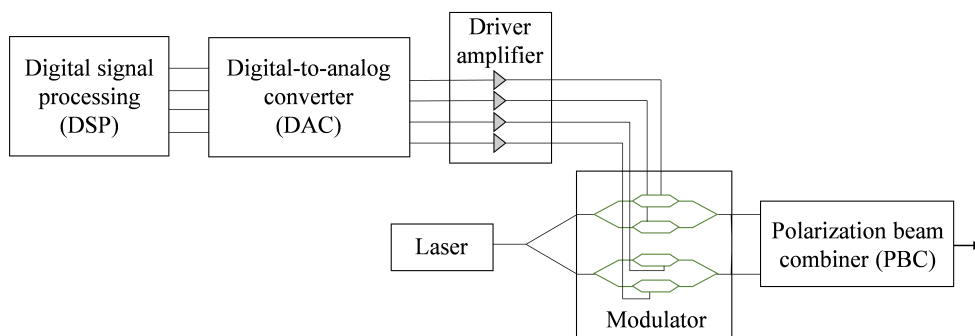 Driver
amplifier
Digital signal
processing
(DSP)
Digital-to-analog
converter
(DAC)
Laser
Modulator
Polarization beam
combiner (PBC)